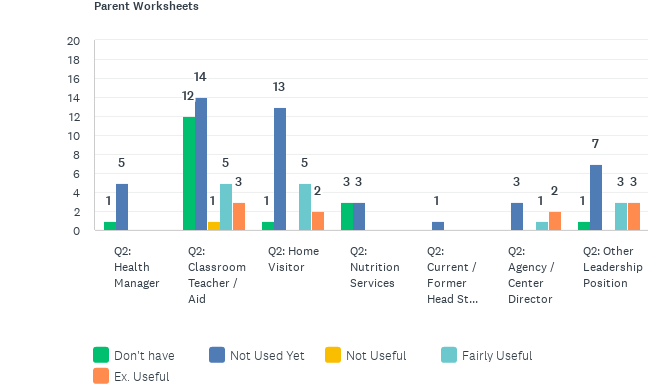 Parent Worksheets
20
18
16
14
12
10
8
6
4
2
0
1 5
12 14 1 5 3
1 13 5 2
3 3
1
3 1 2
1 7 3 3
Q2:
Health
Manager
Q2:
Classroom
Teacher /
Aid
Q2: Home
Visitor
Q2:
Nutrition
Services
Q2:
Current /
Former
Head St...
Q2:
Agency /
Center
Director
Q2: Other
Leadership
Position
Don't have
Not Used Yet
Not Useful
Fairly Useful
Ex. Useful